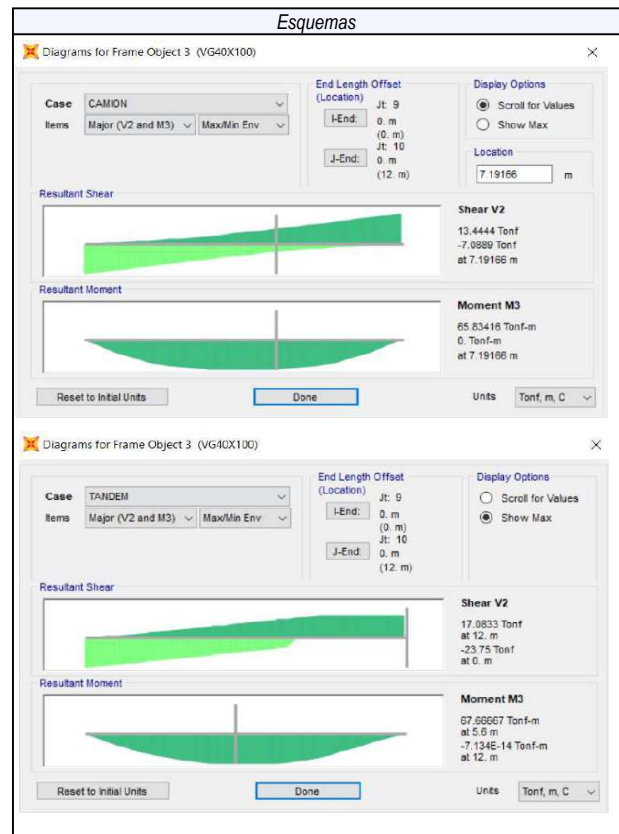 Esquemas
Diagrams for Frame Object 3 (VG40X100)
Case CAMION
Items Major (V2 and M3) Max/Min Env
End Length Offset
(Location)
I-End: Jt: 9
0. m
(0. m)
J-End: Jt: 10
0. m
(12. m)
Display Options
Scroll for Values
Show Max
Location
7.19166 m
Resultant Shear
Shear V2
13.4444 Tonf
-7.0889 Tonf
at 7.19166 m
Resultant Moment
Moment M3
65.83416 Tonf-m
0. Tonf-m
at 7.19166 m
Reset to Initial Units Done Units Tonf, m, C
Diagrams for Frame Object 3 (VG40X100)
Case TANDEM
Items Major (V2 and M3) Max/Min Env
End Length Offset
(Location)
I-End: Jt: 9
0. m
(0. m)
J-End: Jt: 10
0. m
(12. m)
Display Options
Scroll for Values
Show Max
Resultant Shear
Shear V2
17.0833 Tonf
at 12. m
-23.75 Tonf
at 0. m
Resultant Moment
Moment M3
67.66667 Tonf-m
at 5.6 m
-7.134E-14 Tonf-m
at 12. m
Reset to Initial Units Done Units Tonf, m, C